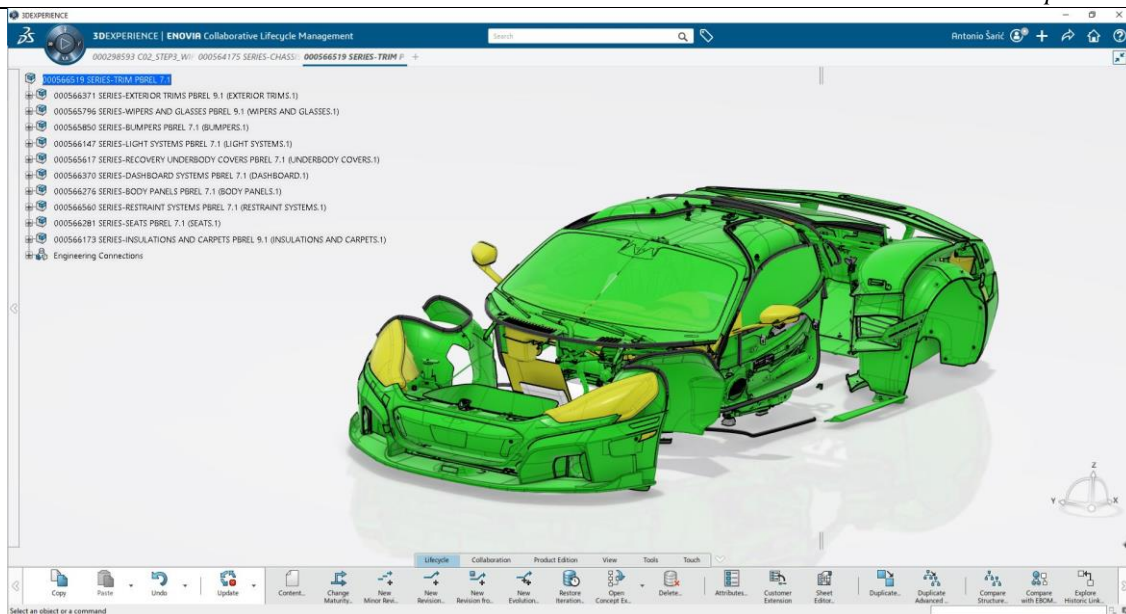 3DEXPERIENCE
3DEXPERIENCE | ENOVIA Collaborative Lifecycle Management
Search
Antonio Šarić
000298593 C02_STEP3_WI
000564175 SERIES-CHASSI
000566519 SERIES-TRIM P
000566519 SERIES-TRIM PBREL 7.1
000566371 SERIES-EXTERIOR TRIMS PBREL 9.1 (EXTERIOR TRIMS.1)
000565796 SERIES-WIPERS AND GLASSES PBREL 9.1 (WIPERS AND GLASSES.1)
000565850 SERIES-BUMPERS PBREL 7.1 (BUMPERS.1)
000566147 SERIES-LIGHT SYSTEMS PBREL 7.1 (LIGHT SYSTEMS.1)
000565617 SERIES-RECOVERY UNDERBODY COVERS PBREL 7.1 (UNDERBODY COVERS.1)
000566370 SERIES-DASHBOARD SYSTEMS PBREL 7.1 (DASHBOARD.1)
000566276 SERIES-BODY PANELS PBREL 7.1 (BODY PANELS.1)
000566560 SERIES-RESTRAINT SYSTEMS PBREL 7.1 (RESTRAINT SYSTEMS.1)
000566281 SERIES-SEATS PBREL 7.1 (SEATS.1)
000566173 SERIES-INSULATIONS AND CARPETS PBREL 9.1 (INSULATIONS AND CARPETS.1)
Engineering Connections
Z
Y
X
Lifecycle Collaboration Product Edition View Tools Touch
Copy Paste Undo Update Content... Change Maturity... New Minor Revi... New Revision... New Revision fro... New Evolution... Restore Iteration... Open Concept Ex... Delete... Attributes... Customer Extension Sheet Editor... Duplicate... Duplicate Advanced... Compare Structure... Compare with EBOM... Explore Historic Link...
Select an object or a command